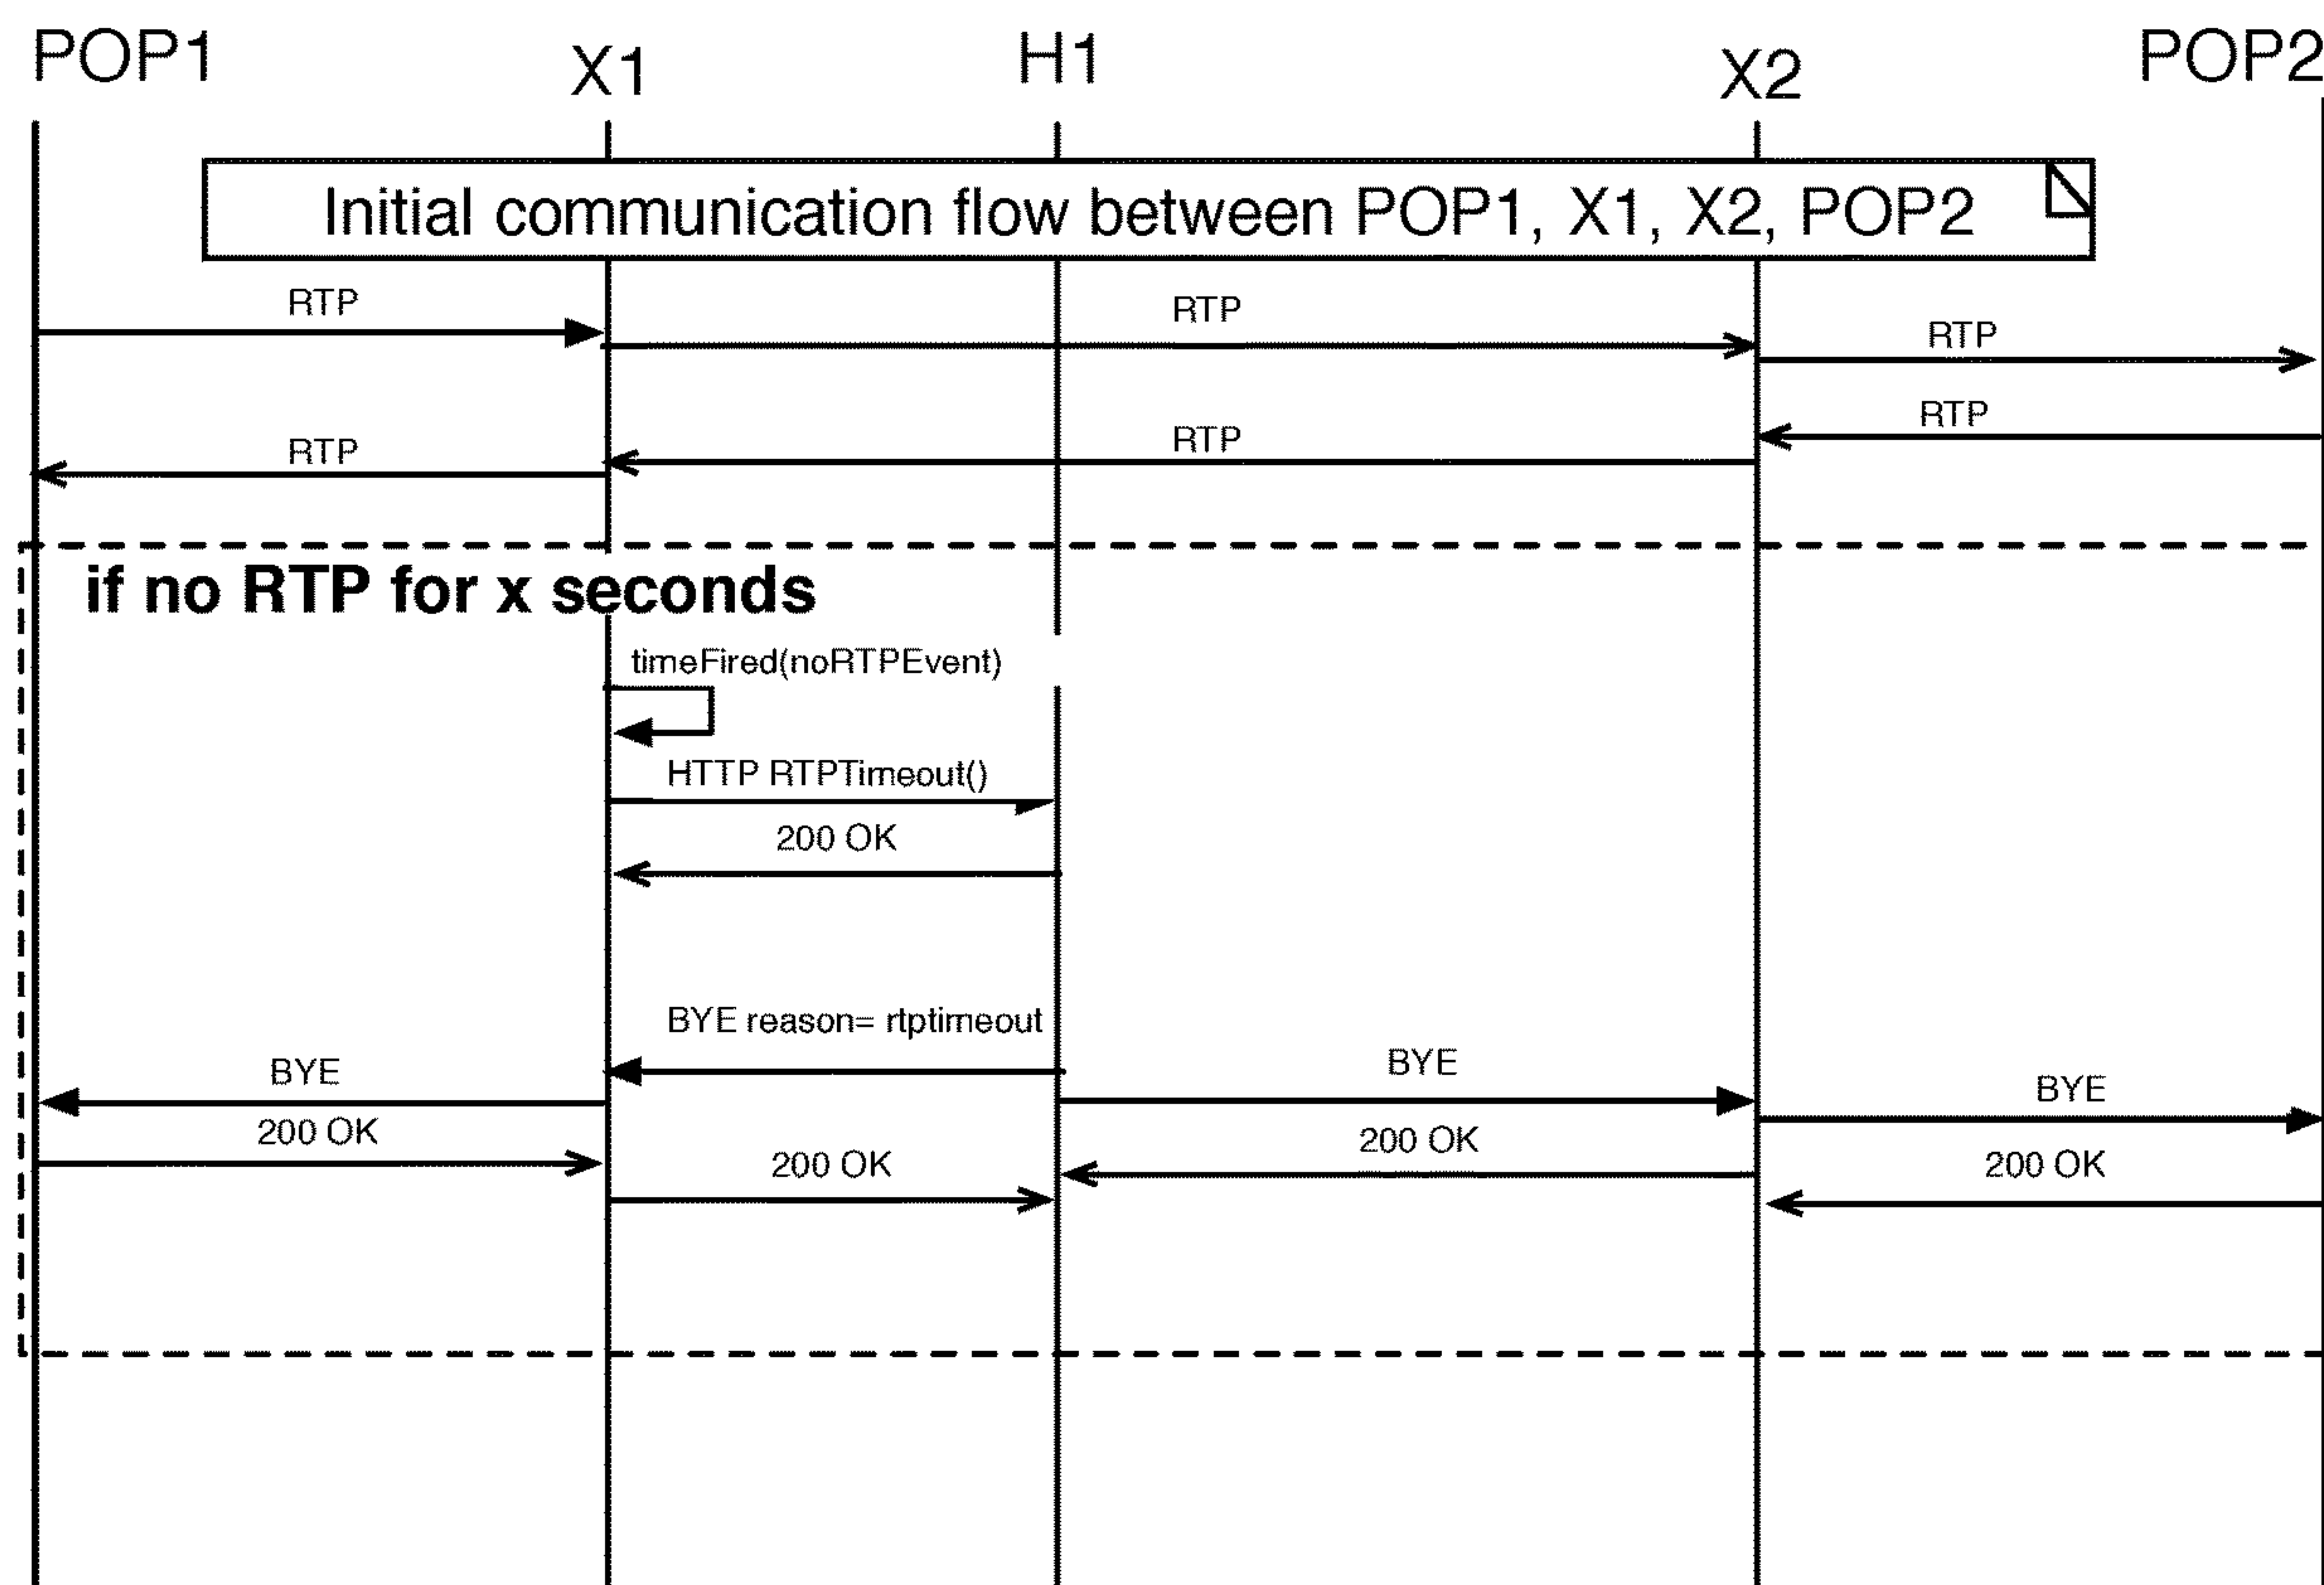 POP1
X1
H1
X2
POP2
Initial communication flow between POP1, X1, X2, POP2
RTP
RTP
RTP
RTP
RTP
RTP
if no RTP for x seconds
timeFired(noRTPEvent)
HTTP RTPTimeout()
200 OK
BYE reason= rtptimeout
BYE
BYE
BYE
200 OK
200 OK
200 OK
200 OK